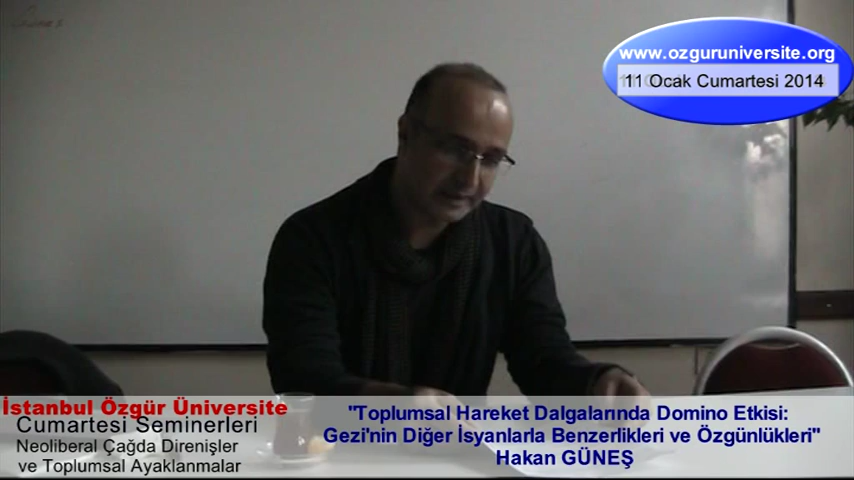 www.ozguruniversite.org
11 Ocak Cumartesi 2014
İstanbul Özgür Üniversite
Cumartesi Seminerleri
Neoliberal Çağda Direnişler
ve Toplumsal Ayaklanmalar
"Toplumsal Hareket Dalgalarında Domino Etkisi:
Gezi'nin Diğer İsyanlarla Benzerlikleri ve Özgünlükleri"
Hakan GÜNEŞ